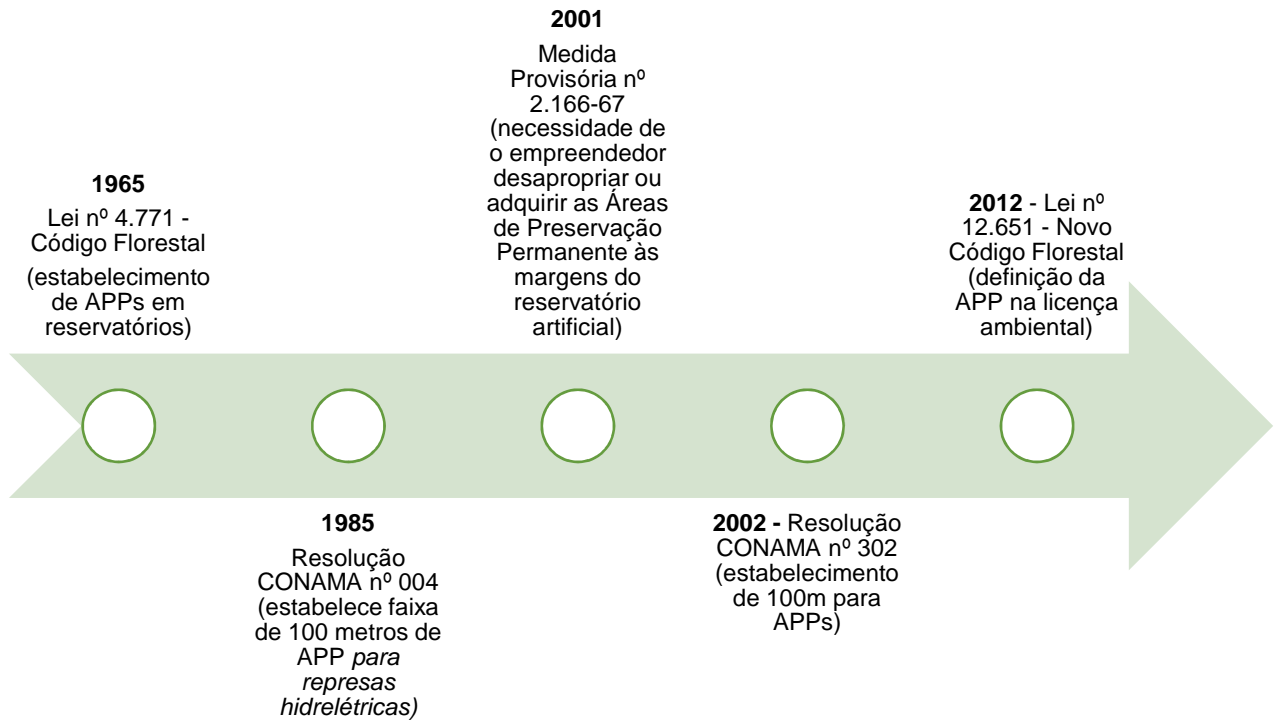 1965
Lei nº 4.771 -
Código Florestal
(estabelecimento
de APPs em
reservatórios)
1985
Resolução
CONAMA nº 004
(estabelece faixa
de 100 metros de
APP para
represas
hidrelétricas)
2001
Medida
Provisória nº
2.166-67
(necessidade de
o empreendedor
desapropriar ou
adquirir as Áreas
de Preservação
Permanente às
margens do
reservatório
artificial)
2002 - Resolução
CONAMA nº 302
(estabelecimento
de 100m para
APPs)
2012 - Lei nº
12.651 - Novo
Código Florestal
(definição da
APP na licença
ambiental)